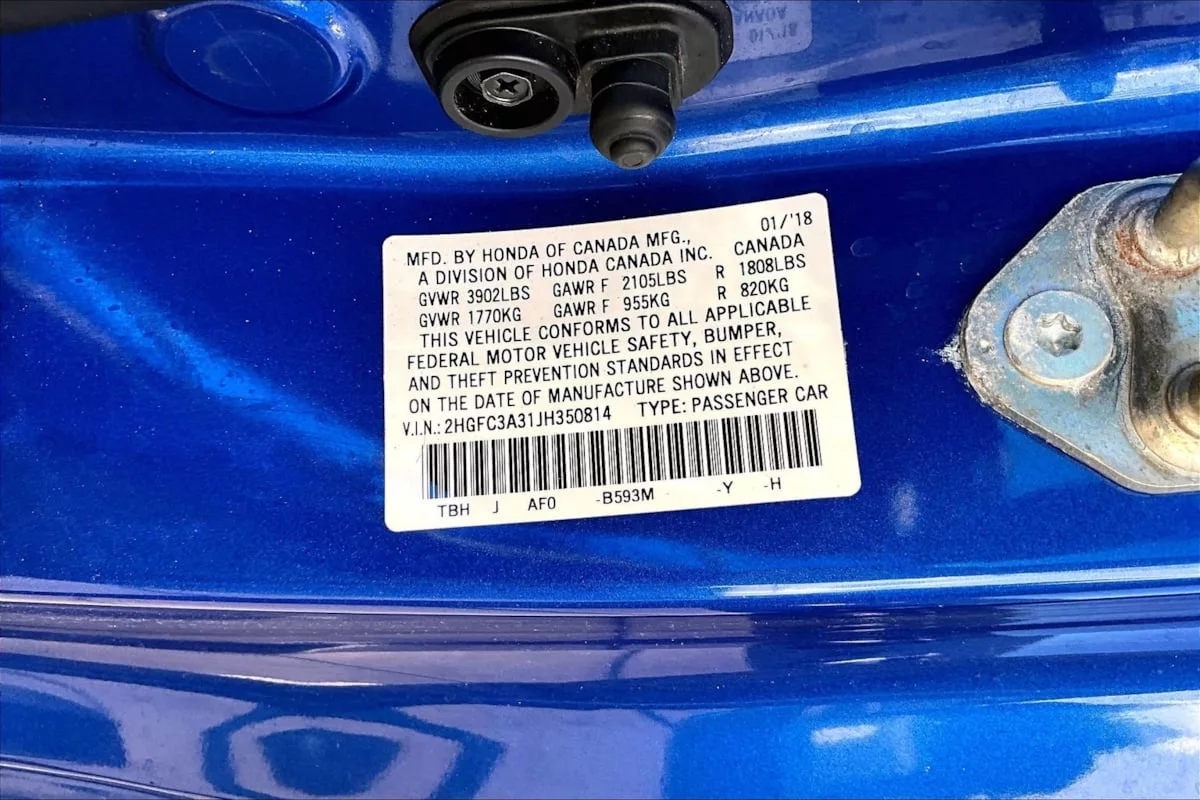 01/'18
MFD. BY HONDA OF CANADA MFG.,
A DIVISION OF HONDA CANADA INC. CANADA
GVWR 3902LBS GAWR F 2105LBS R 1808LBS
GVWR 1770KG GAWR F 955KG R 820KG
THIS VEHICLE CONFORMS TO ALL APPLICABLE
FEDERAL MOTOR VEHICLE SAFETY, BUMPER,
AND THEFT PREVENTION STANDARDS IN EFFECT
ON THE DATE OF MANUFACTURE SHOWN ABOVE.
V.I.N.: 2HGFC3A31JH350814 TYPE: PASSENGER CAR
TBH J AF0 -B593M -Y -H